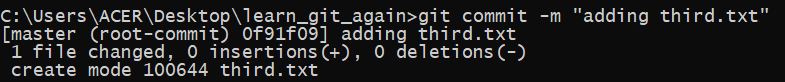 C:\Users\ACER\Desktop\learn_git_again>git commit -m "adding third.txt"
[master (root-commit) 0f91f09] adding third.txt
 1 file changed, 0 insertions(+), 0 deletions(-)
 create mode 100644 third.txt